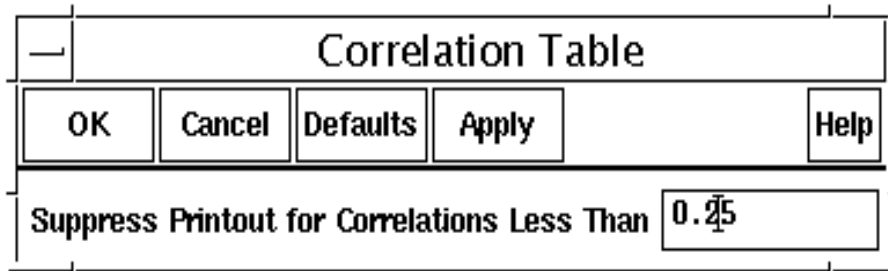 Correlation Table
OK Cancel Defaults Apply Help
Suppress Printout for Correlations Less Than 0.25